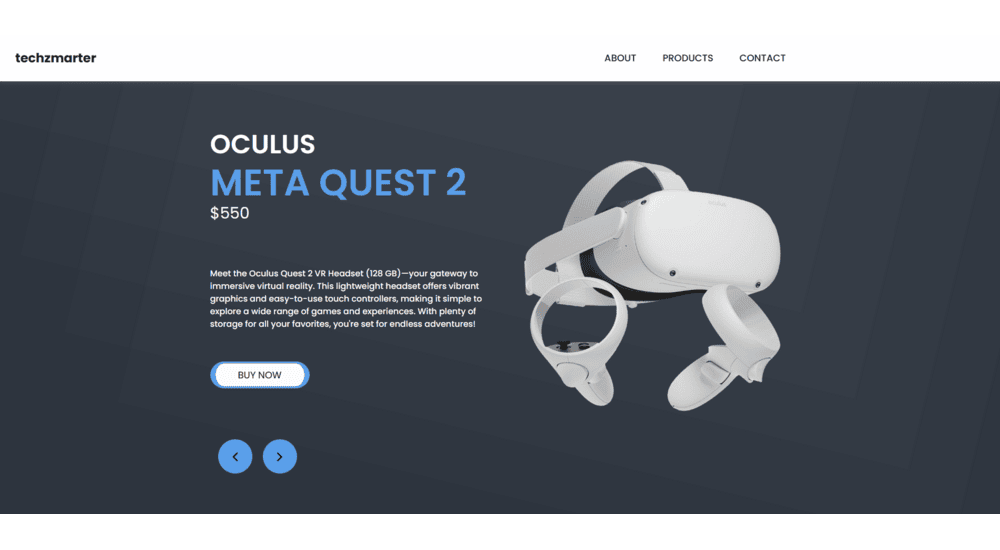 techzmarter
ABOUT PRODUCTS CONTACT
OCULUS
META QUEST 2
$550
Meet the Oculus Quest 2 VR Headset (128 GB)—your gateway to
immersive virtual reality. This lightweight headset offers vibrant
graphics and easy-to-use touch controllers, making it simple to
explore a wide range of games and experiences. With plenty of
storage for all your favorites, you're set for endless adventures!
BUY NOW